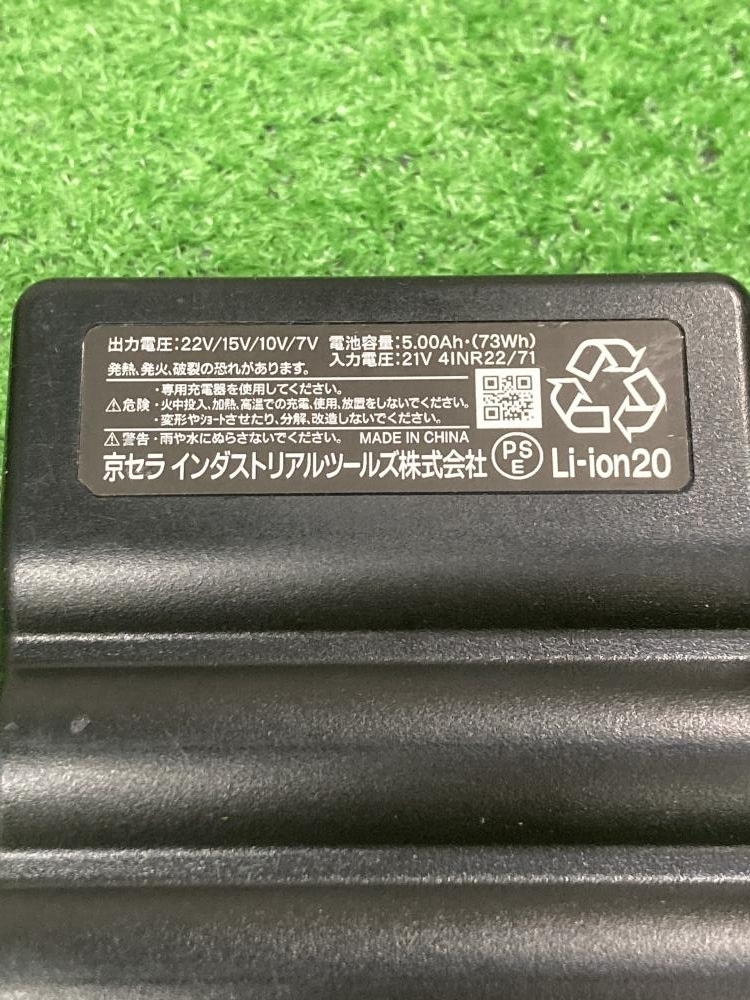 出力電圧:22V/15V/10V/7V 電池容量:5.00Ah・(73Wh)
入力電圧:21V 4INR22/71
発熱、発火、破裂の恐れがあります。
・専用充電器を使用してください。
⚠危険・火中投入、加熱、高温での充電、使用、放置をしないでください。
・変形やショートさせたり、分解、改造しないでください。
⚠警告・雨や水にぬらさないでください。 MADE IN CHINA
京セラ インダストリアルツールズ株式会社 PSE Li-ion20